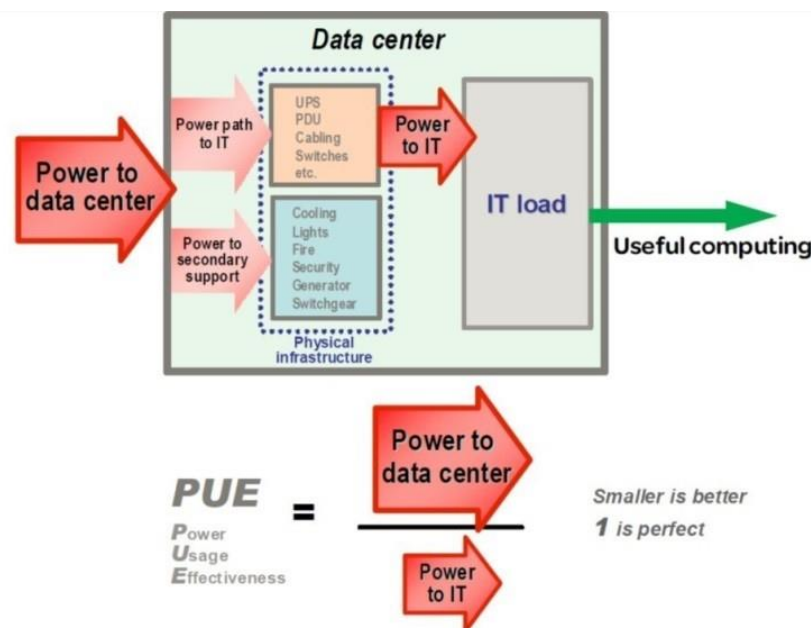 Data center
Power to
data center
Power path
to IT
UPS
PDU
Cabling
Switches
etc.
Power
to IT
IT load
Useful computing
Power to
secondary
support
Cooling
Lights
Fire
Security
Generator
Switchgear
Physical
infrastructure
PUE
Power
Usage
Effectiveness
=
Power to
data center
Power
to IT
Smaller is better
1 is perfect